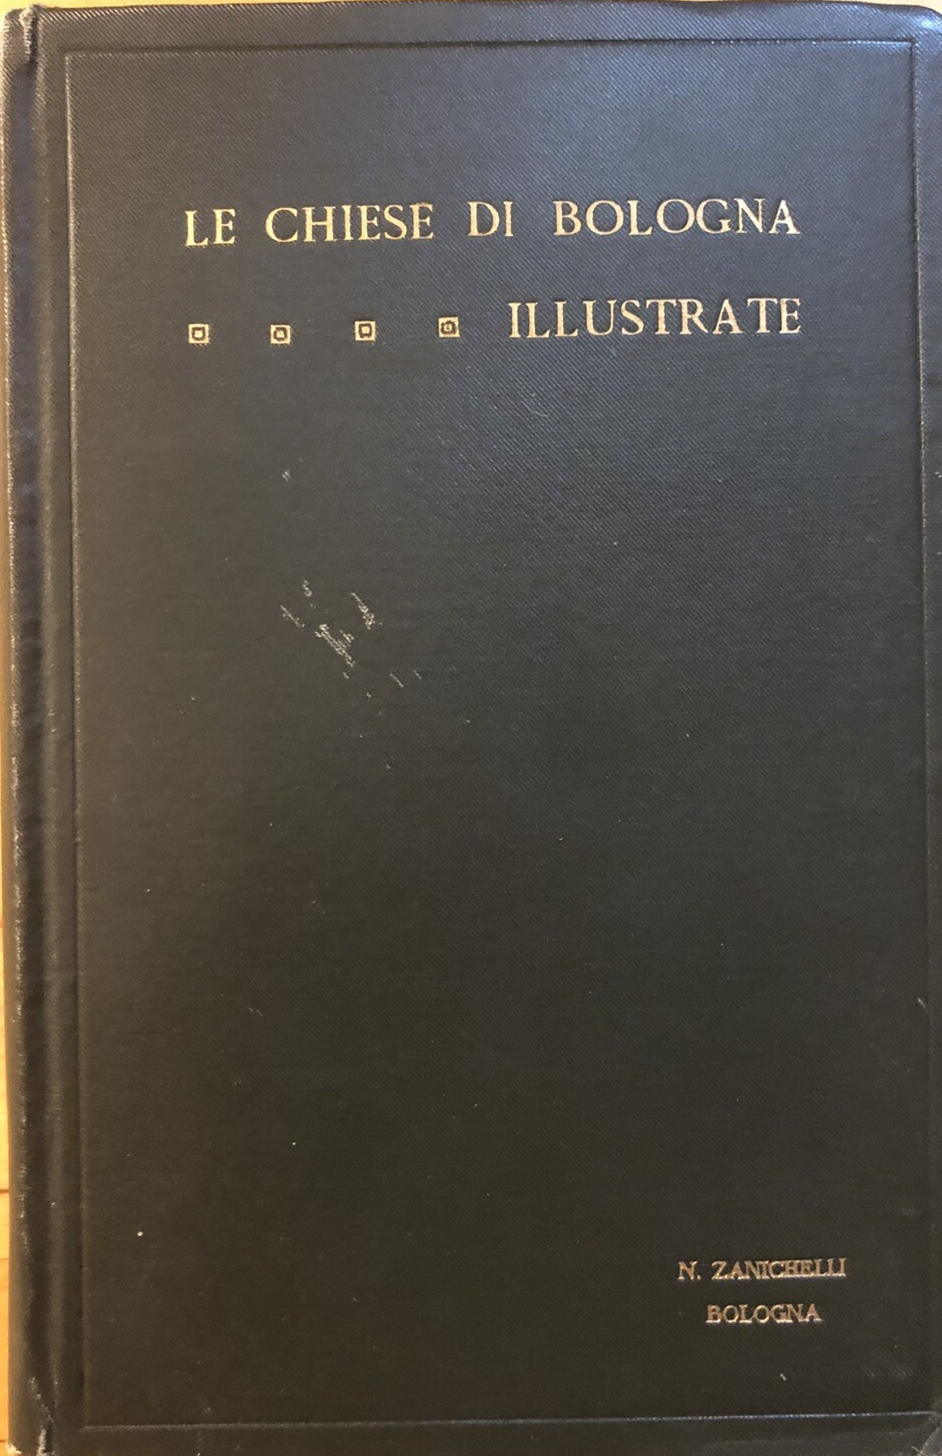 LE CHIESE DI BOLOGNA
ILLUSTRATE
N. ZANICHELLI
BOLOGNA